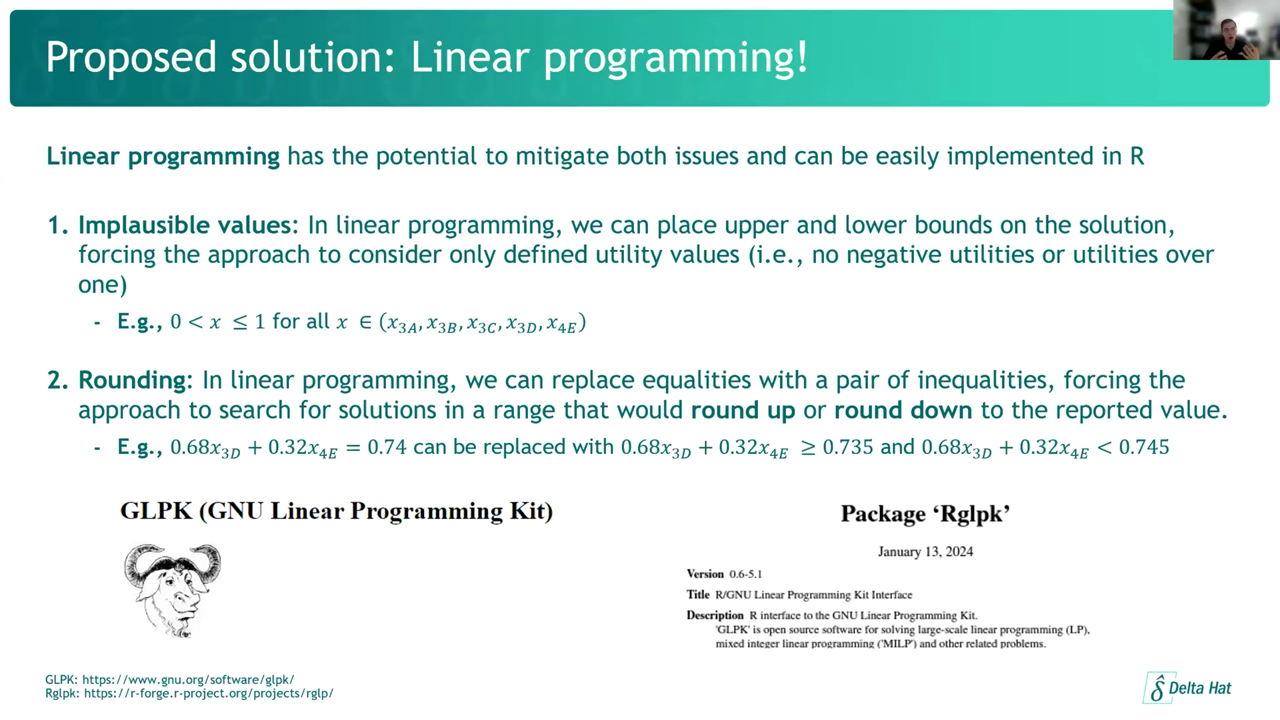 Proposed solution: Linear programming!
Linear programming has the potential to mitigate both issues and can be easily implemented in R
1. Implausible values: In linear programming, we can place upper and lower bounds on the solution,
forcing the approach to consider only defined utility values (i.e., no negative utilities or utilities over
one)
- E.g., 0 < x ≤ 1 for all x ∈ (x3A, x3B, x3C, x3D, x4E)
2. Rounding: In linear programming, we can replace equalities with a pair of inequalities, forcing the
approach to search for solutions in a range that would round up or round down to the reported value.
- E.g., 0.68x3D + 0.32x4E = 0.74 can be replaced with 0.68x3D + 0.32x4E ≥ 0.735 and 0.68x3D + 0.32x4E < 0.745
GLPK (GNU Linear Programming Kit)
Package ‘Rglpk’
January 13, 2024
Version 0.6-5.1
Title R/GNU Linear Programming Kit Interface
Description R interface to the GNU Linear Programming Kit.
'GLPK' is open source software for solving large-scale linear programming (LP),
mixed integer linear programming ('MILP') and other related problems.
GLPK: https://www.gnu.org/software/glpk/
Rglpk: https://r-forge.r-project.org/projects/rglp/
δ̂ Delta Hat